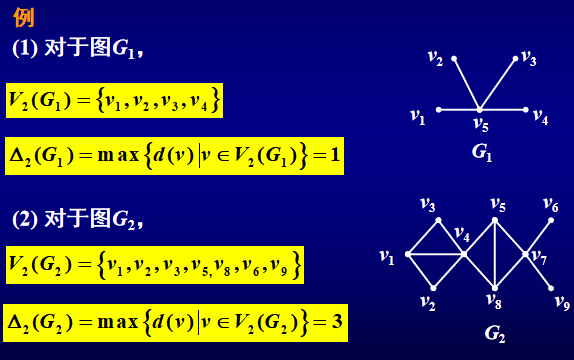 例
(1) 对于图G₁，
V₂(G₁) = {v₁, v₂, v₃, v₄}
Δ₂(G₁) = max{d(v)|v ∈ V₂(G₁)} = 1
v₂ v₃
v₁ v₅ v₄
G₁
(2) 对于图G₂，
V₂(G₂) = {v₁, v₂, v₃, v₅, v₈, v₆, v₉}
Δ₂(G₂) = max{d(v)|v ∈ V₂(G₂)} = 3
v₃ v₅ v₆
v₁ v₄ v₇
v₂ v₈ v₉
G₂